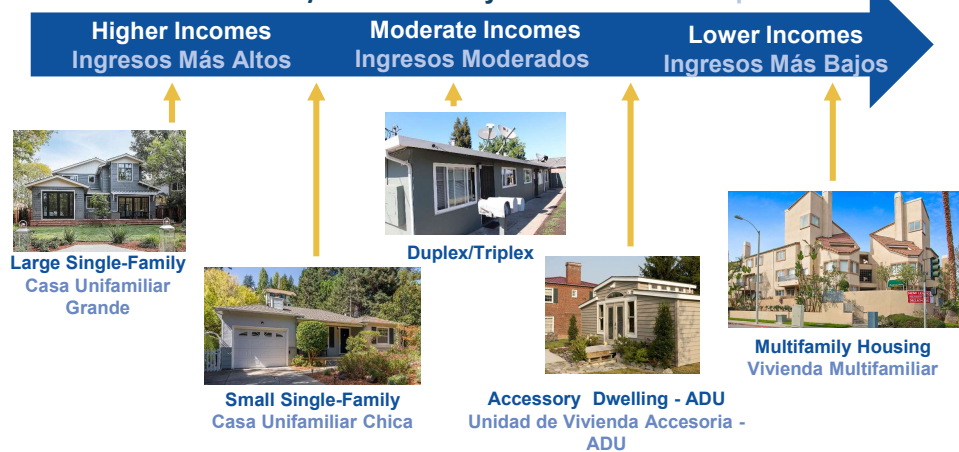 Higher Incomes
Ingresos Más Altos
Moderate Incomes
Ingresos Moderados
Lower Incomes
Ingresos Más Bajos
Large Single-Family
Casa Unifamiliar
Grande
Small Single-Family
Casa Unifamiliar Chica
Duplex/Triplex
Accessory Dwelling - ADU
Unidad de Vivienda Accesoria -
ADU
Multifamily Housing
Vivienda Multifamiliar